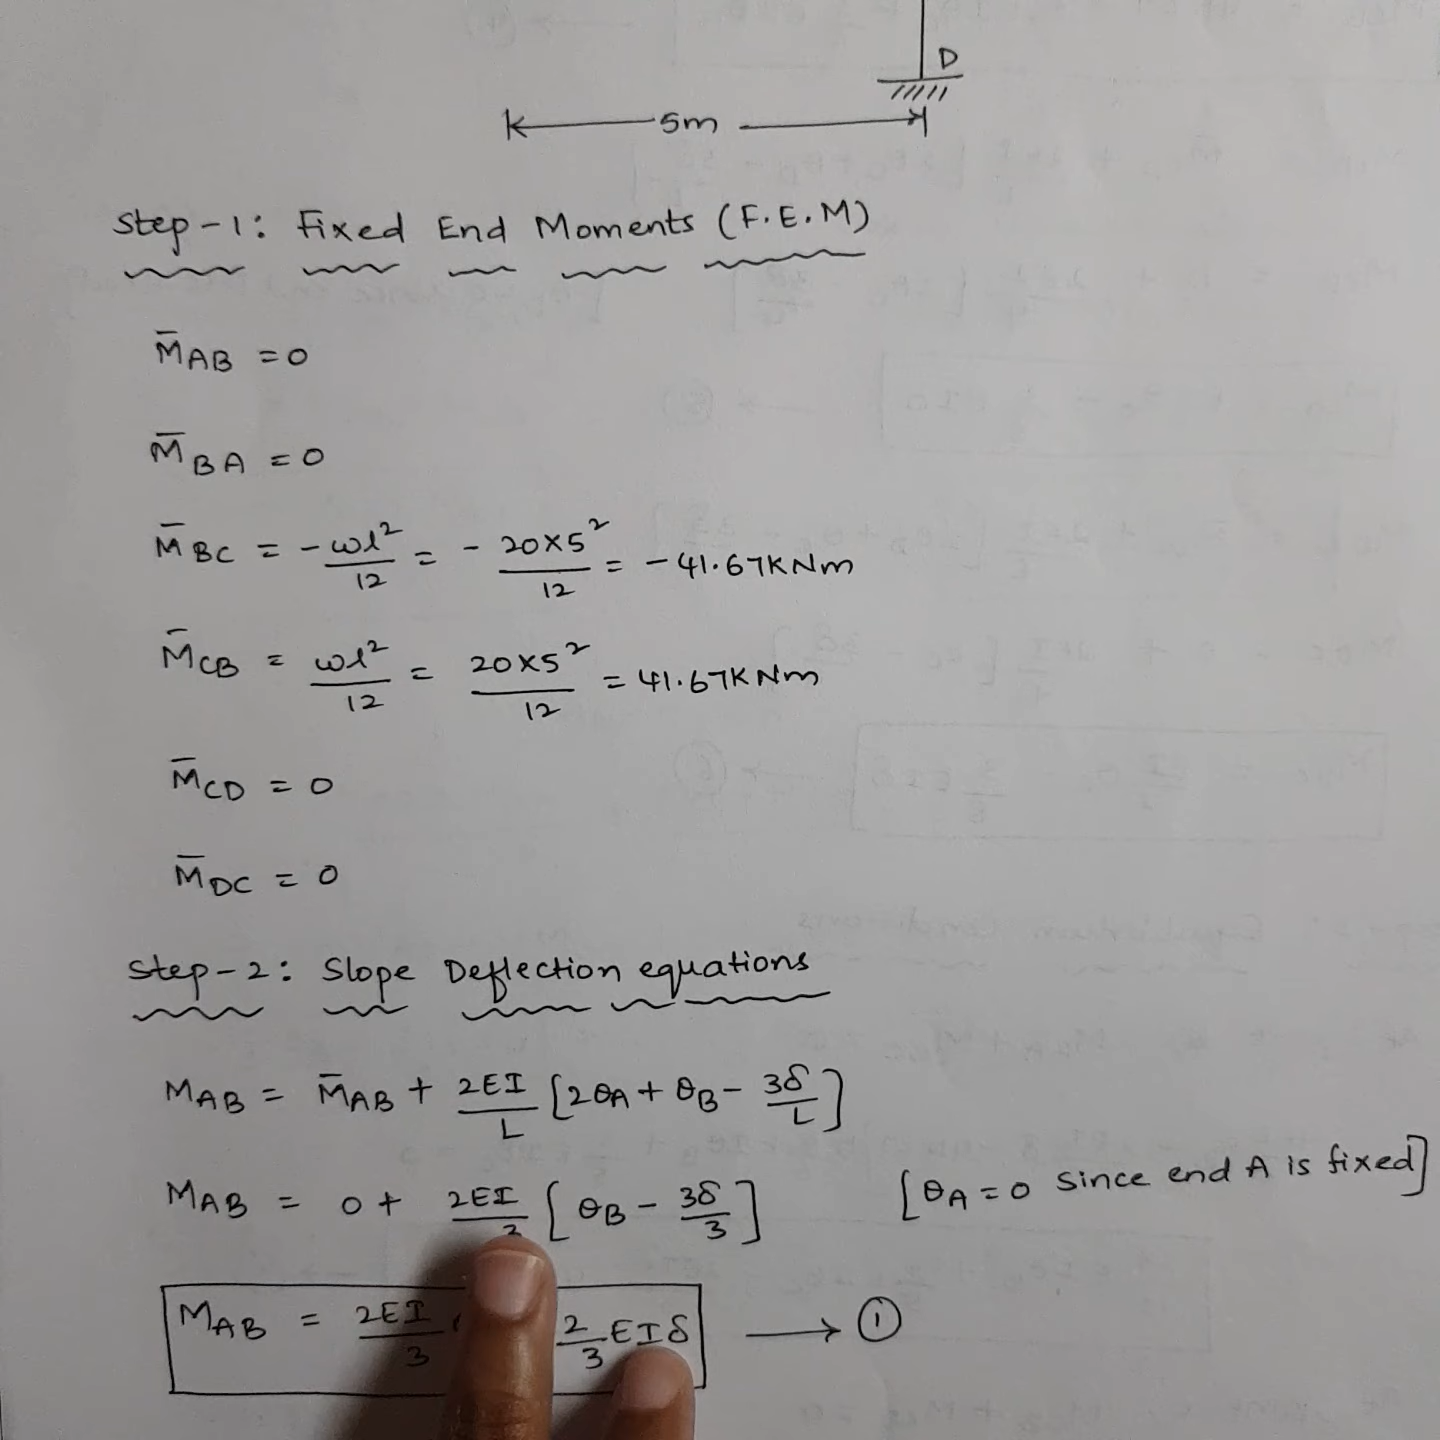 D
5m
Step-1: Fixed End Moments (F.E.M)
M̄AB = 0
M̄BA = 0
M̄BC = -wl²/12 = - 20×5²/12 = -41.67KNm
M̄CB = wl²/12 = 20×5²/12 = 41.67KNm
M̄CD = 0
M̄DC = 0
Step-2: Slope Deflection equations
MAB = M̄AB + 2EI/L [2θA + θB - 3δ/L]
MAB = 0 + 2EI/3 [θB - 3δ/3] [θA = 0 since end A is fixed]
MAB = 2EI/3 2/3 EIδ → ①